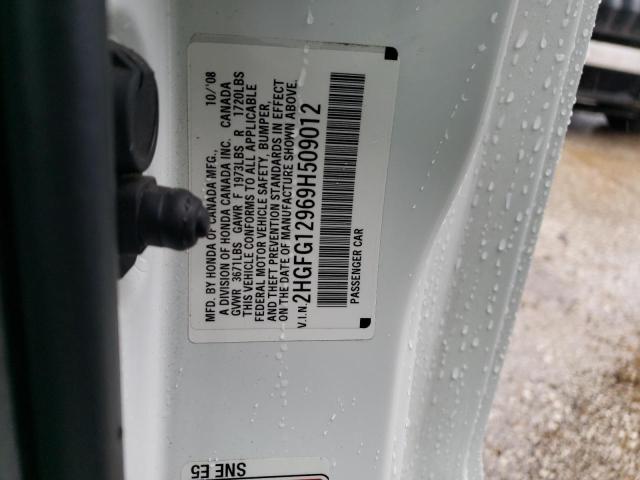 MFD. BY HONDA OF CANADA MFG. 10/'08
A DIVISION OF HONDA CANADA INC. CANADA
GVWR 3671LBS GAWR F 1973LBS R 1720LBS
THIS VEHICLE CONFORMS TO ALL APPLICABLE
FEDERAL MOTOR VEHICLE SAFETY, BUMPER,
AND THEFT PREVENTION STANDARDS IN EFFECT
ON THE DATE OF MANUFACTURE SHOWN ABOVE.
V.I.N. 2HGFG12969H509012
PASSENGER CAR
SNE E5